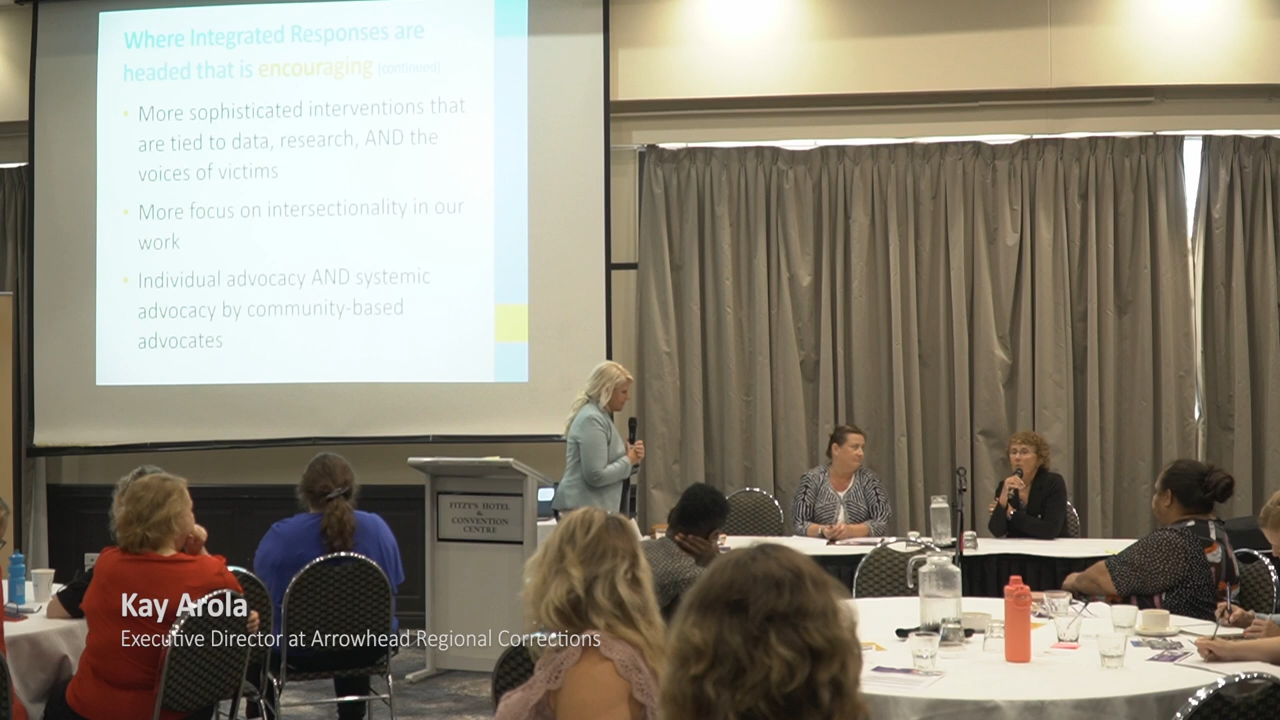 Where Integrated Responses are
headed that is encouraging (continued)
• More sophisticated interventions that
are tied to data, research, AND the
voices of victims
• More focus on intersectionality in our
work
• Individual advocacy AND systemic
advocacy by community-based
advocates
FITZY'S HOTEL
&
CONVENTION
CENTRE
Kay Arola
Executive Director at Arrowhead Regional Corrections